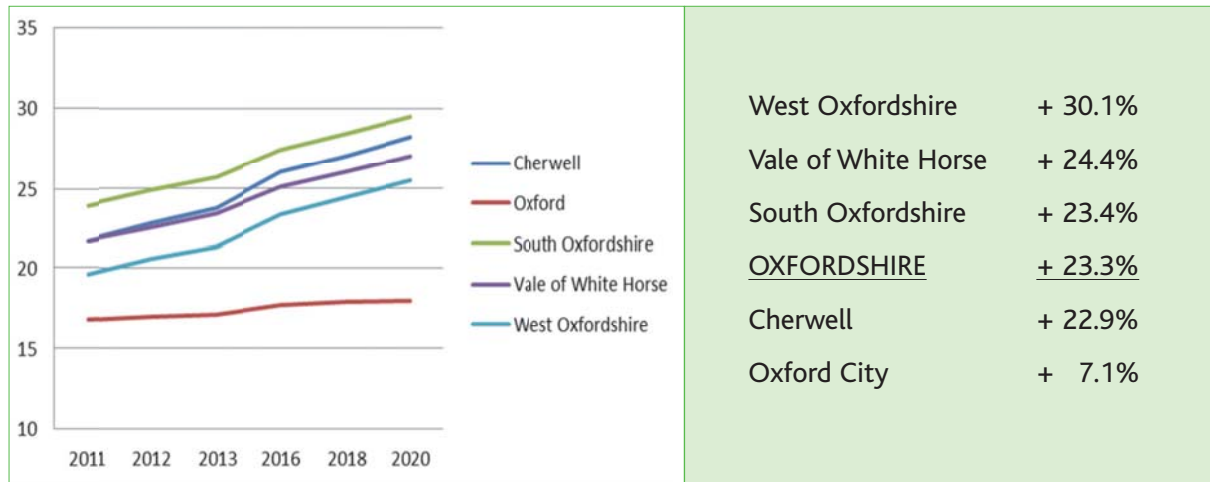 35
30
25
20
15
10
2011 2012 2013 2016 2018 2020
Cherwell
Oxford
South Oxfordshire
Vale of White Horse
West Oxfordshire
West Oxfordshire + 30.1%
Vale of White Horse + 24.4%
South Oxfordshire + 23.4%
OXFORDSHIRE + 23.3%
Cherwell + 22.9%
Oxford City + 7.1%